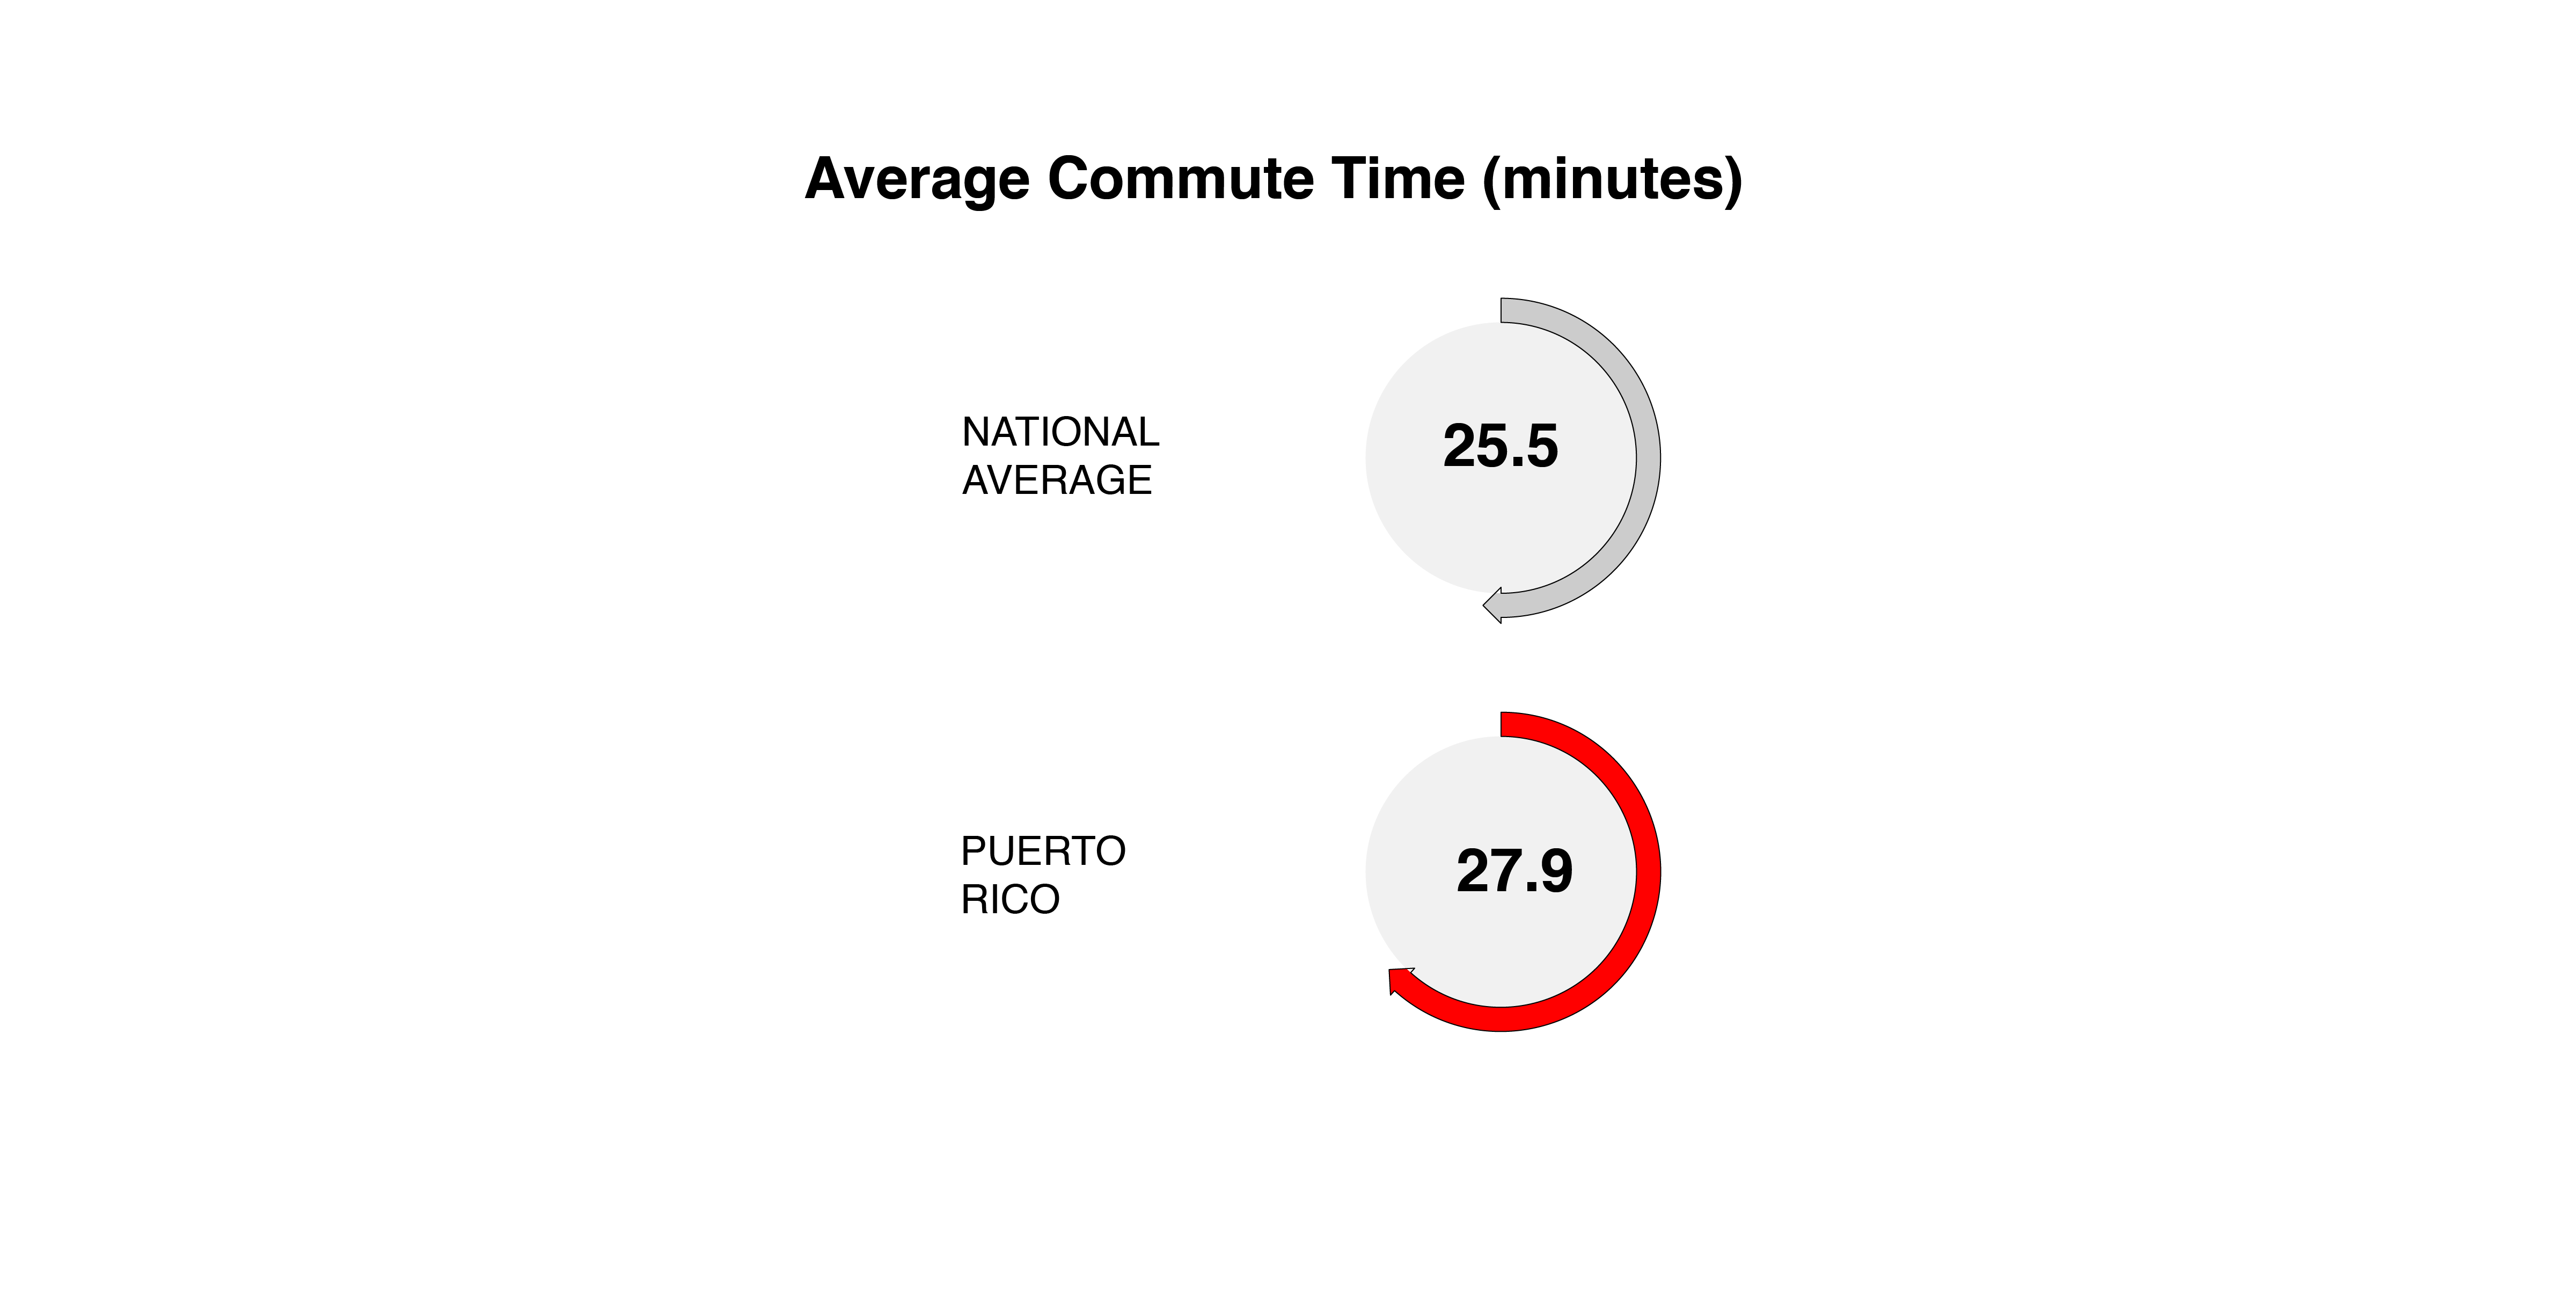 Average Commute Time (minutes)
NATIONAL
AVERAGE
25.5
PUERTO
RICO
27.9